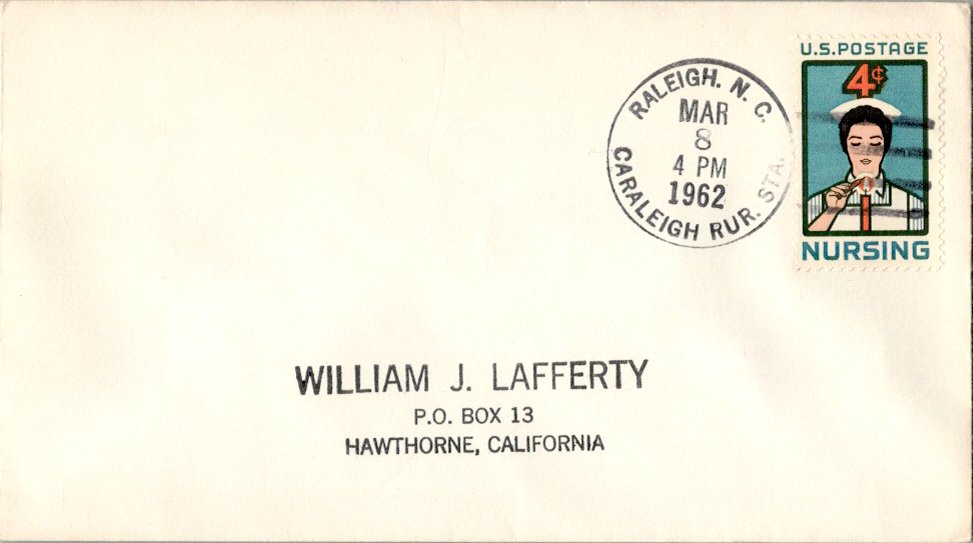 RALEIGH. N. C.
MAR
8
4 PM
1962
CARALEIGH RUR. STA.
U.S.POSTAGE
4¢
NURSING
WILLIAM J. LAFFERTY
P.O. BOX 13
HAWTHORNE, CALIFORNIA